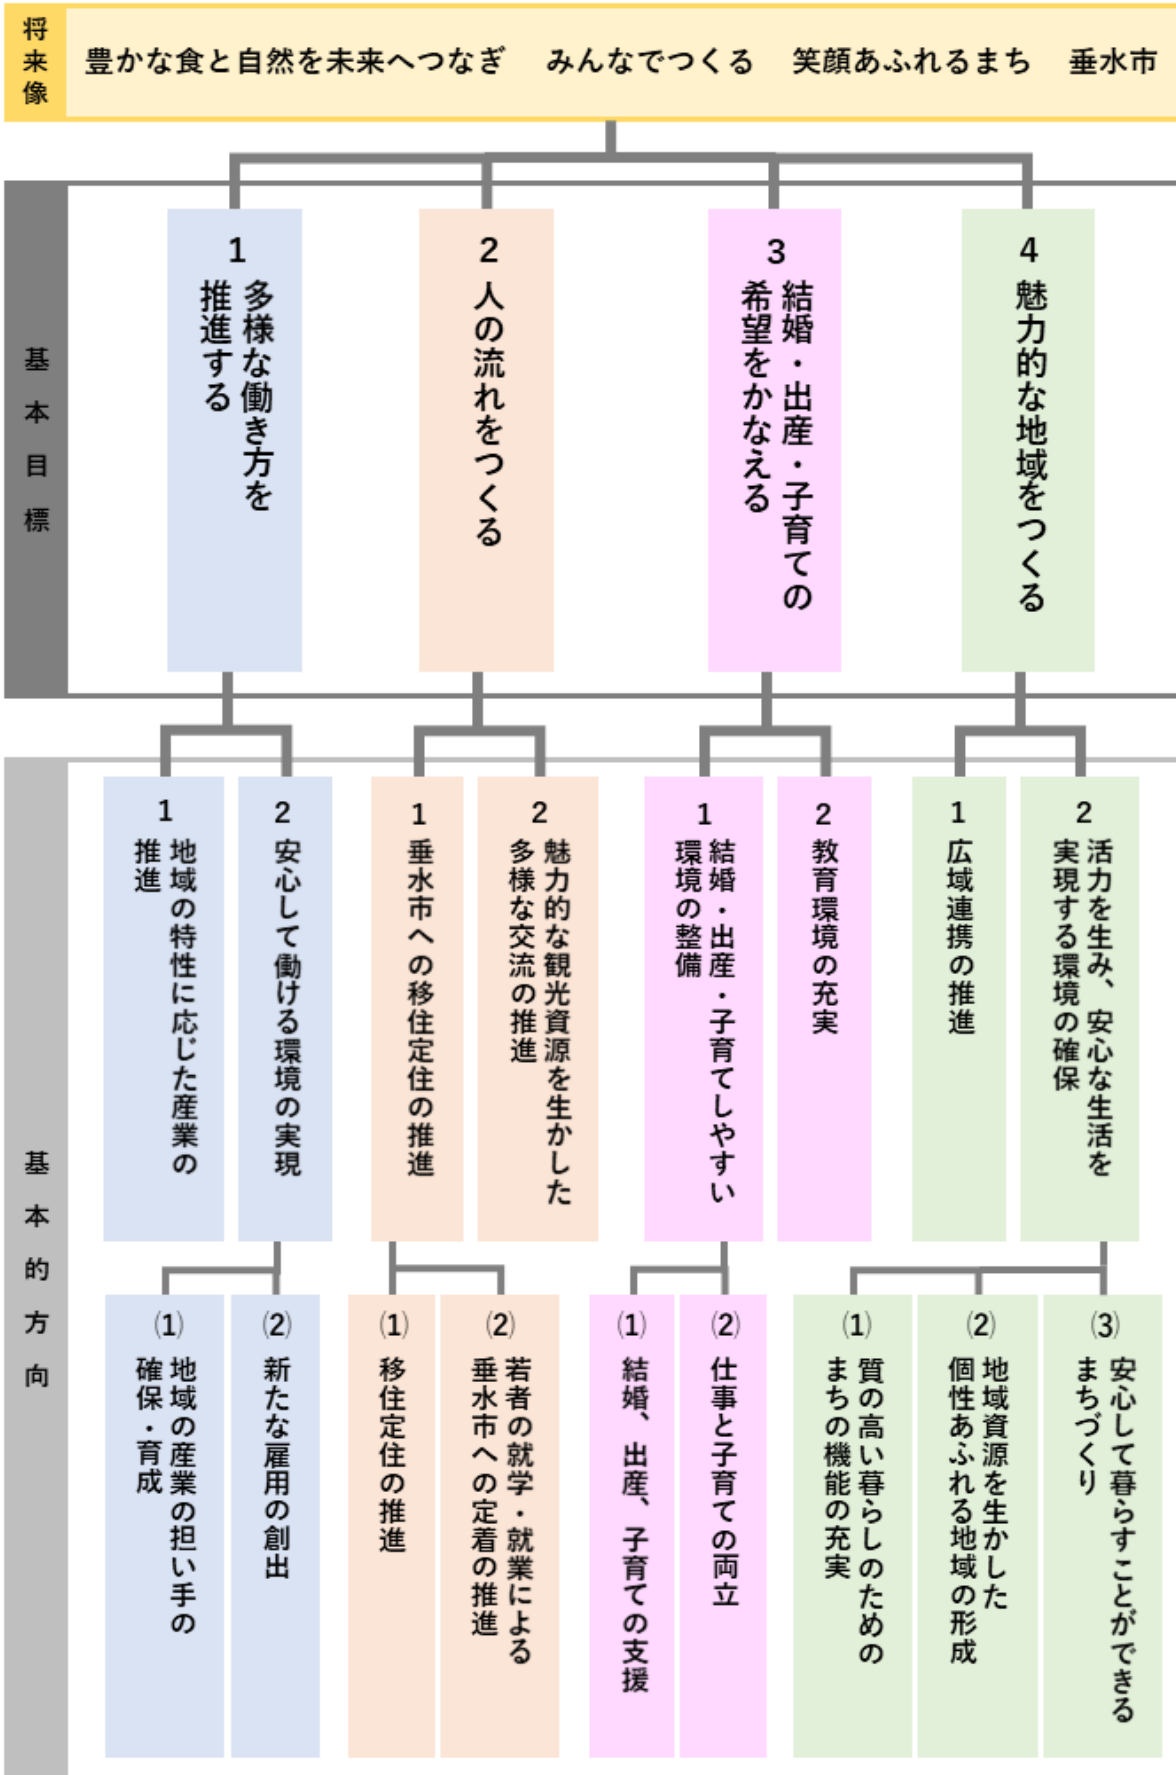 将来像
豊かな食と自然を未来へつなぎ　みんなでつくる　笑顔あふれるまち　垂水市
基本目標
1
多様な働き方を
推進する
2
人の流れをつくる
3
結婚・出産・子育ての
希望をかなえる
4
魅力的な地域をつくる
基本的方向
1
地域の特性に応じた産業の
推進
2
安心して働ける環境の実現
1
垂水市への移住定住の推進
2
魅力的な観光資源を生かした
多様な交流の推進
1
結婚・出産・子育てしやすい
環境の整備
2
教育環境の充実
1
広域連携の推進
2
活力を生み、安心な生活を
実現する環境の確保
(1)
地域の産業の担い手の
確保・育成
(2)
新たな雇用の創出
(1)
移住定住の推進
(2)
若者の就学・就業による
垂水市への定着の推進
(1)
結婚、出産、子育ての支援
(2)
仕事と子育ての両立
(1)
質の高い暮らしのための
まちの機能の充実
(2)
地域資源を生かした
個性あふれる地域の形成
(3)
安心して暮らすことができる
まちづくり